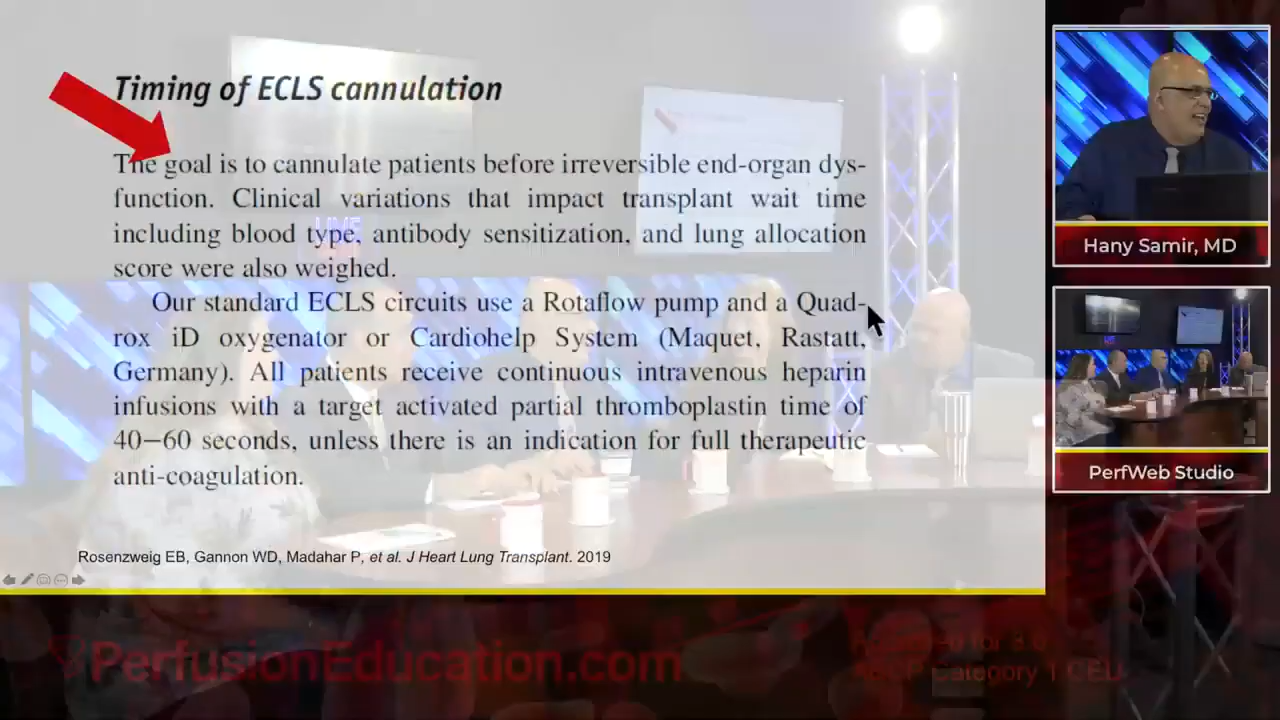 Timing of ECLS cannulation
The goal is to cannulate patients before irreversible end-organ dys-
function. Clinical variations that impact transplant wait time
including blood type, antibody sensitization, and lung allocation
score were also weighed.
Our standard ECLS circuits use a Rotaflow pump and a Quad-
rox iD oxygenator or Cardiohelp System (Maquet, Rastatt,
Germany). All patients receive continuous intravenous heparin
infusions with a target activated partial thromboplastin time of
40–60 seconds, unless there is an indication for full therapeutic
anti-coagulation.
Rosenzweig EB, Gannon WD, Madahar P, et al. J Heart Lung Transplant. 2019
Hany Samir, MD
PerfWeb Studio
LIVE
PerfusionEducation.com
Category 1 CEU